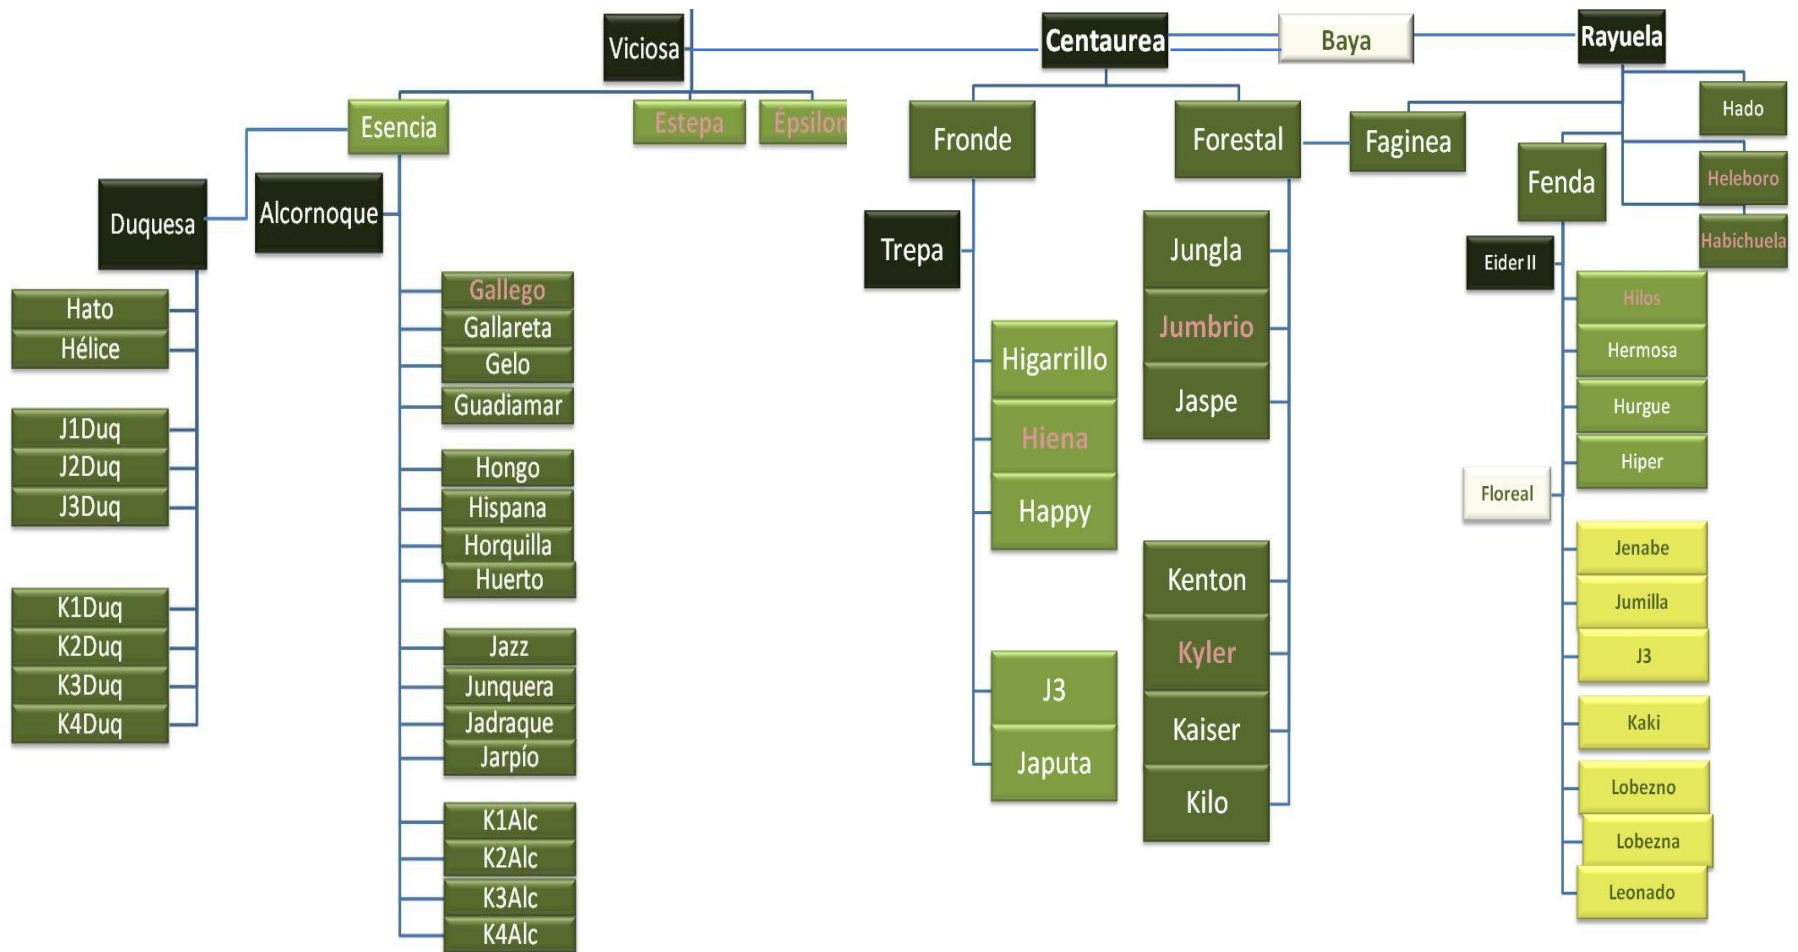 Viciosa
Centaurea
Baya
Rayuela
Esencia
Estepa
Épsilon
Fronde
Forestal
Faginea
Hado
Fenda
Heleboro
Habichuela
Duquesa
Alcornoque
Trepa
Eider II
Hato
Hélice
J1Duq
J2Duq
J3Duq
K1Duq
K2Duq
K3Duq
K4Duq
Gallego
Gallareta
Gelo
Guadiamar
Hongo
Hispana
Horquilla
Huerto
Jazz
Junquera
Jadraque
Jarpío
K1Alc
K2Alc
K3Alc
K4Alc
Higarrillo
Hiena
Happy
J3
Japuta
Jungla
Jumbrio
Jaspe
Kenton
Kyler
Kaiser
Kilo
Hilos
Hermosa
Hurgue
Hiper
Floreal
Jenabe
Jumilla
J3
Kaki
Lobezno
Lobezna
Leonado